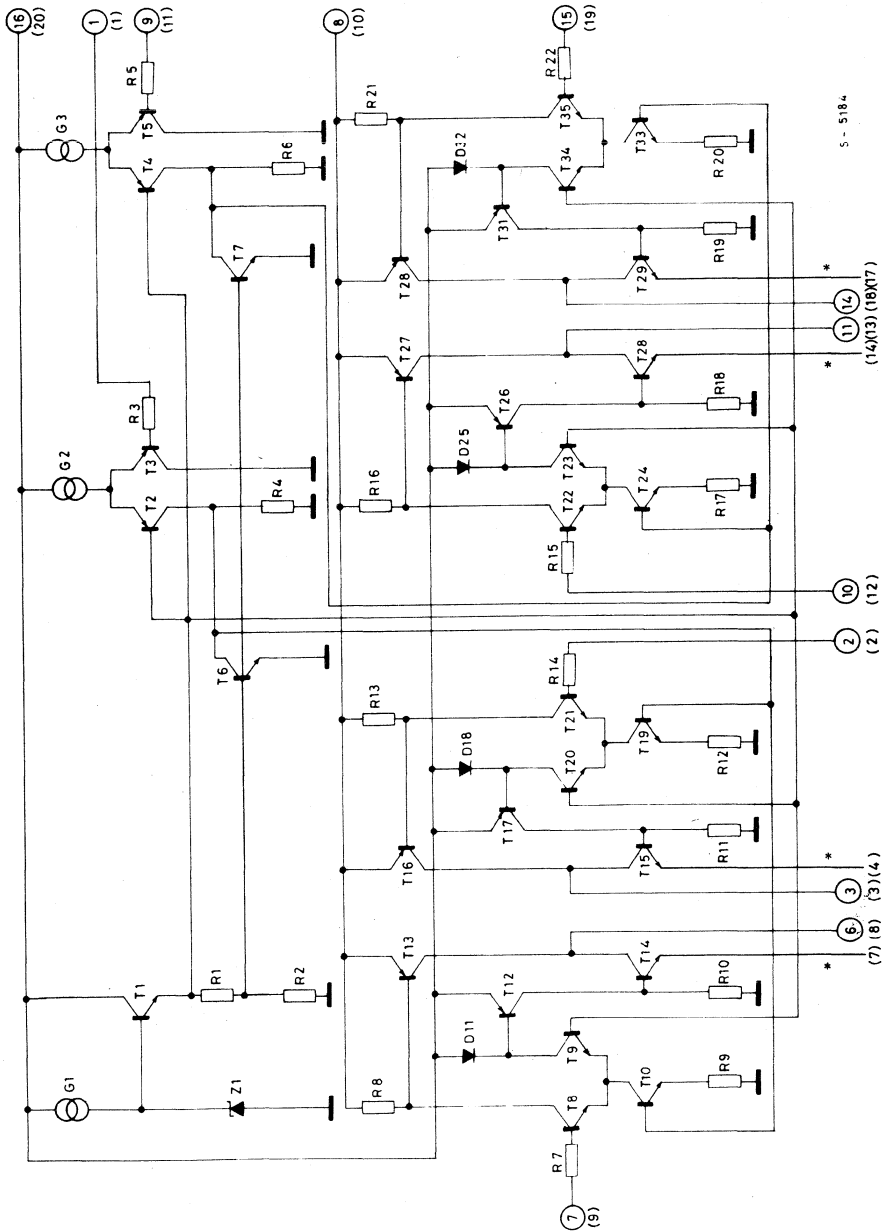 16
(20)
1
(1)
9
(11)
G3
R5
T5
T4
R6
T7
G2
R3
T3
T2
R4
T6
G1
T1
R1
R2
Z1
8
(10)
R21
D32
T28
T31
T27
R16
D25
T26
R13
D18
T16
T17
T13
R8
D11
T12
15
(19)
R22
T35
T34
T33
R20
R19
T29
*
14
(18)(17)
11
(14)(13)
*
T28
R18
T23
T22
T24
R17
R15
10
(12)
2
(2)
R14
T21
T20
T19
R12
R11
T15
*
3
(3)(4)
6
(7)(8)
*
T14
R10
T9
T8
T10
R9
R7
7
(9)
S - 5184